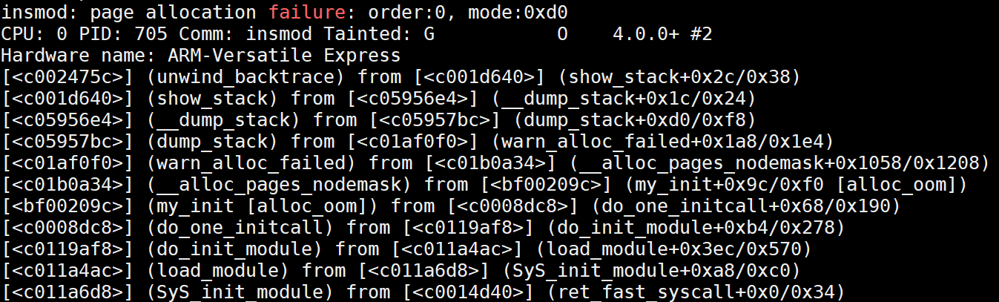 insmod: page allocation failure: order:0, mode:0xd0
CPU: 0 PID: 705 Comm: insmod Tainted: G           O    4.0.0+ #2
Hardware name: ARM-Versatile Express
[<c002475c>] (unwind_backtrace) from [<c001d640>] (show_stack+0x2c/0x38)
[<c001d640>] (show_stack) from [<c05956e4>] (__dump_stack+0x1c/0x24)
[<c05956e4>] (__dump_stack) from [<c05957bc>] (dump_stack+0xd0/0xf8)
[<c05957bc>] (dump_stack) from [<c01af0f0>] (warn_alloc_failed+0x1a8/0x1e4)
[<c01af0f0>] (warn_alloc_failed) from [<c01b0a34>] (__alloc_pages_nodemask+0x1058/0x1208)
[<c01b0a34>] (__alloc_pages_nodemask) from [<bf00209c>] (my_init+0x9c/0xf0 [alloc_oom])
[<bf00209c>] (my_init [alloc_oom]) from [<c0008dc8>] (do_one_initcall+0x68/0x190)
[<c0008dc8>] (do_one_initcall) from [<c0119af8>] (do_init_module+0xb4/0x278)
[<c0119af8>] (do_init_module) from [<c011a4ac>] (load_module+0x3ec/0x570)
[<c011a4ac>] (load_module) from [<c011a6d8>] (SyS_init_module+0xa8/0xc0)
[<c011a6d8>] (SyS_init_module) from [<c0014d40>] (ret_fast_syscall+0x0/0x34)